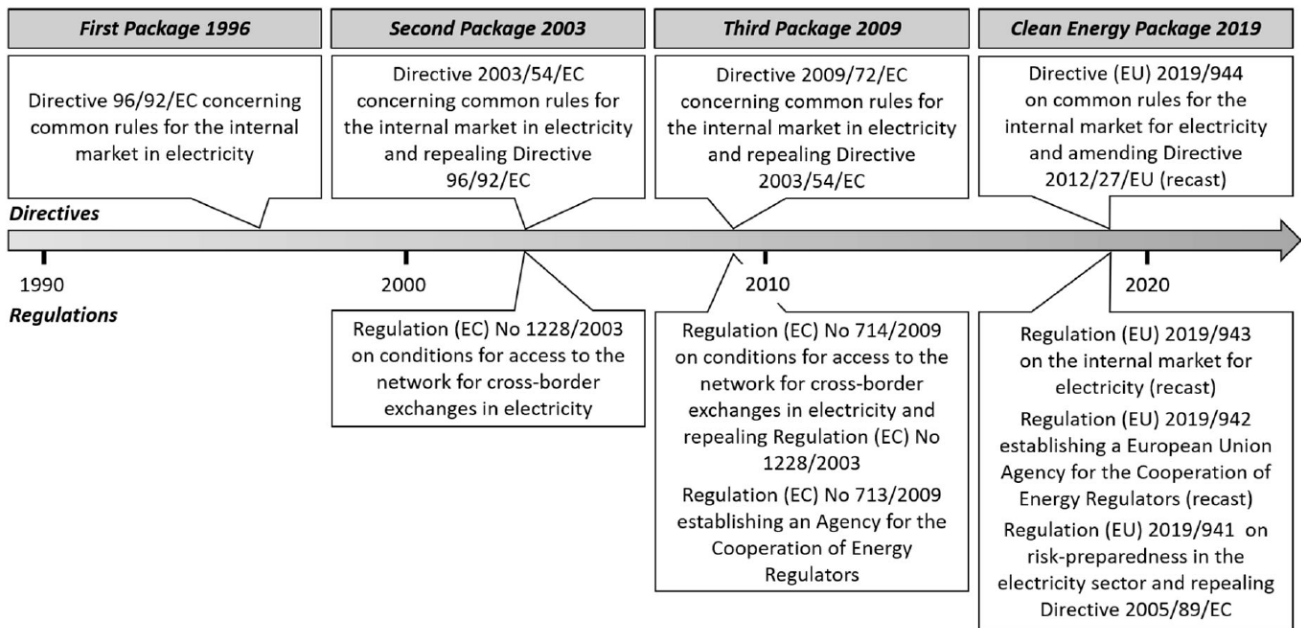 First Package 1996
Second Package 2003
Third Package 2009
Clean Energy Package 2019
Directive 96/92/EC concerning
common rules for the internal
market in electricity
Directive 2003/54/EC
concerning common rules for
the internal market in electricity
and repealing Directive
96/92/EC
Directive 2009/72/EC
concerning common rules for
the internal market in electricity
and repealing Directive
2003/54/EC
Directive (EU) 2019/944
on common rules for the
internal market for electricity
and amending Directive
2012/27/EU (recast)
Directives
1990
2000
2010
2020
Regulations
Regulation (EC) No 1228/2003
on conditions for access to the
network for cross-border
exchanges in electricity
Regulation (EC) No 714/2009
on conditions for access to the
network for cross-border
exchanges in electricity and
repealing Regulation (EC) No
1228/2003
Regulation (EC) No 713/2009
establishing an Agency for the
Cooperation of Energy
Regulators
Regulation (EU) 2019/943
on the internal market for
electricity (recast)
Regulation (EU) 2019/942
establishing a European Union
Agency for the Cooperation of
Energy Regulators (recast)
Regulation (EU) 2019/941 on
risk-preparedness in the
electricity sector and repealing
Directive 2005/89/EC